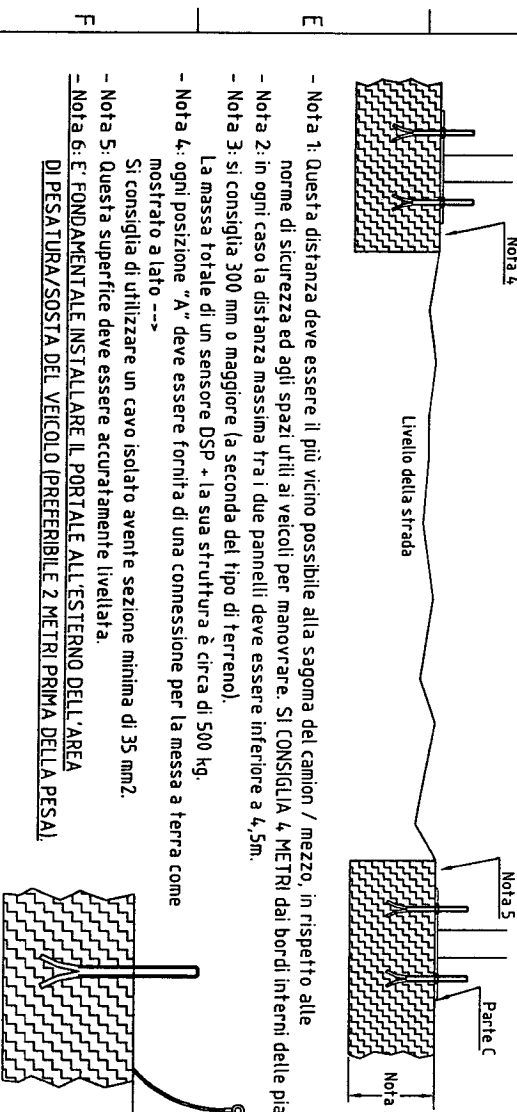 E
F
Nota 4
Livello della strada
Nota 5
Parte C
Nota
- Nota 1: Questa distanza deve essere il più vicino possibile alla sagoma del camion / mezzo, in rispetto alle
norme di sicurezza ed agli spazi utili ai veicoli per manovrare. SI CONSIGLIA 4 METRI dai bordi interni delle
- Nota 2: in ogni caso la distanza massima tra i due pannelli deve essere inferiore a 4,5m.
- Nota 3: si consiglia 300 mm o maggiore (a seconda del tipo di terreno).
La massa totale di un sensore DSP + la sua struttura è circa di 500 kg.
- Nota 4: ogni posizione "A" deve essere fornita di una connessione per la messa a terra come
mostrato a lato -->
Si consiglia di utilizzare un cavo isolato avente sezione minima di 35 mm2.
- Nota 5: Questa superfice deve essere accuratamente livellata.
- Nota 6: E' FONDAMENTALE INSTALLARE IL PORTALE ALL'ESTERNO DELL'AREA
DI PESATURA/SOSTA DEL VEICOLO (PREFERIBILE 2 METRI PRIMA DELLA PESA).